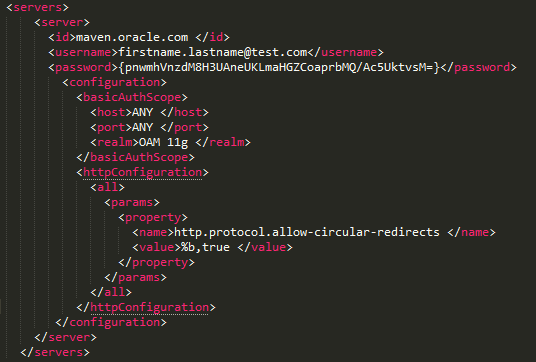 <servers>
<server>
<id>maven.oracle.com </id>
<username>firstname.lastname@test.com</username>
<password>{pnwmhVnzdM8H3UAneUKLmaHGZCoaprbMQ/Ac5UktvsM=}</password>
<configuration>
<basicAuthScope>
<host>ANY </host>
<port>ANY </port>
<realm>OAM 11g </realm>
</basicAuthScope>
<httpConfiguration>
<all>
<params>
<property>
<name>http.protocol.allow-circular-redirects </name>
<value>%b,true </value>
</property>
</params>
</all>
</httpConfiguration>
</configuration>
</server>
</servers>